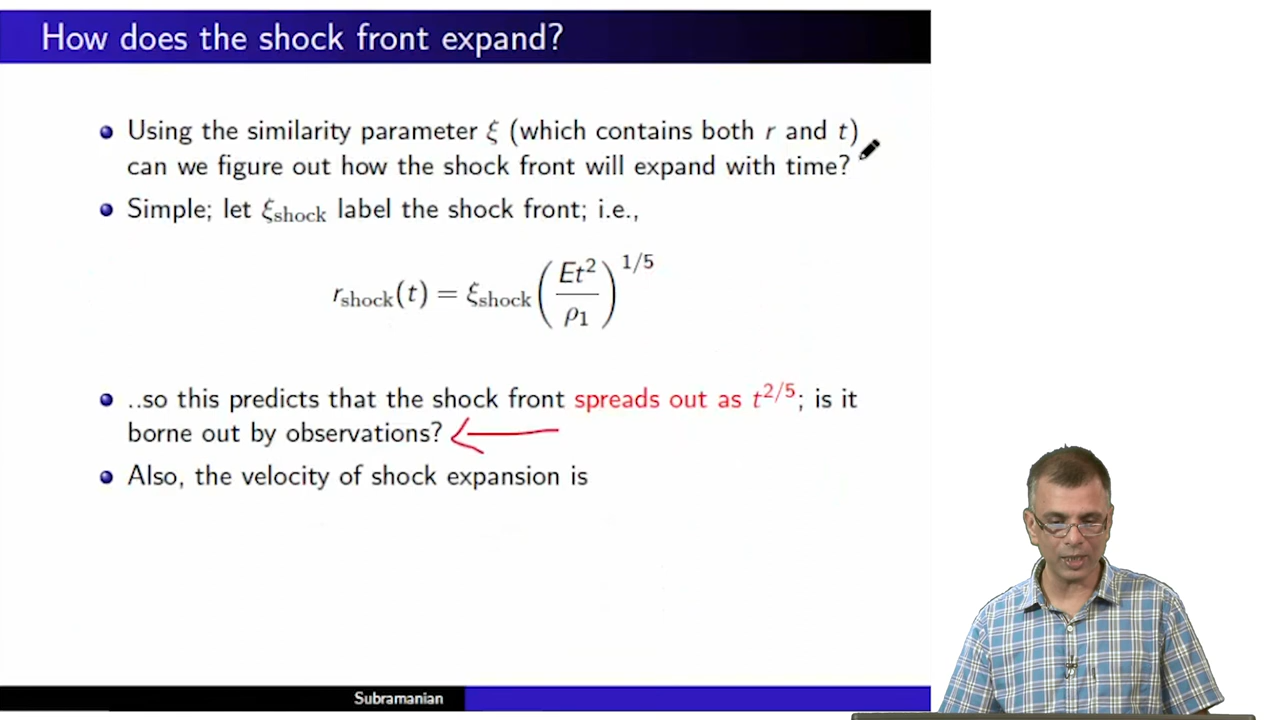 How does the shock front expand?
Using the similarity parameter ξ (which contains both r and t)
can we figure out how the shock front will expand with time?
Simple; let ξ_shock label the shock front; i.e.,
r_shock(t) = ξ_shock (Et²/ρ₁)^{1/5}
..so this predicts that the shock front spreads out as t^{2/5}; is it
borne out by observations?
Also, the velocity of shock expansion is
Subramanian